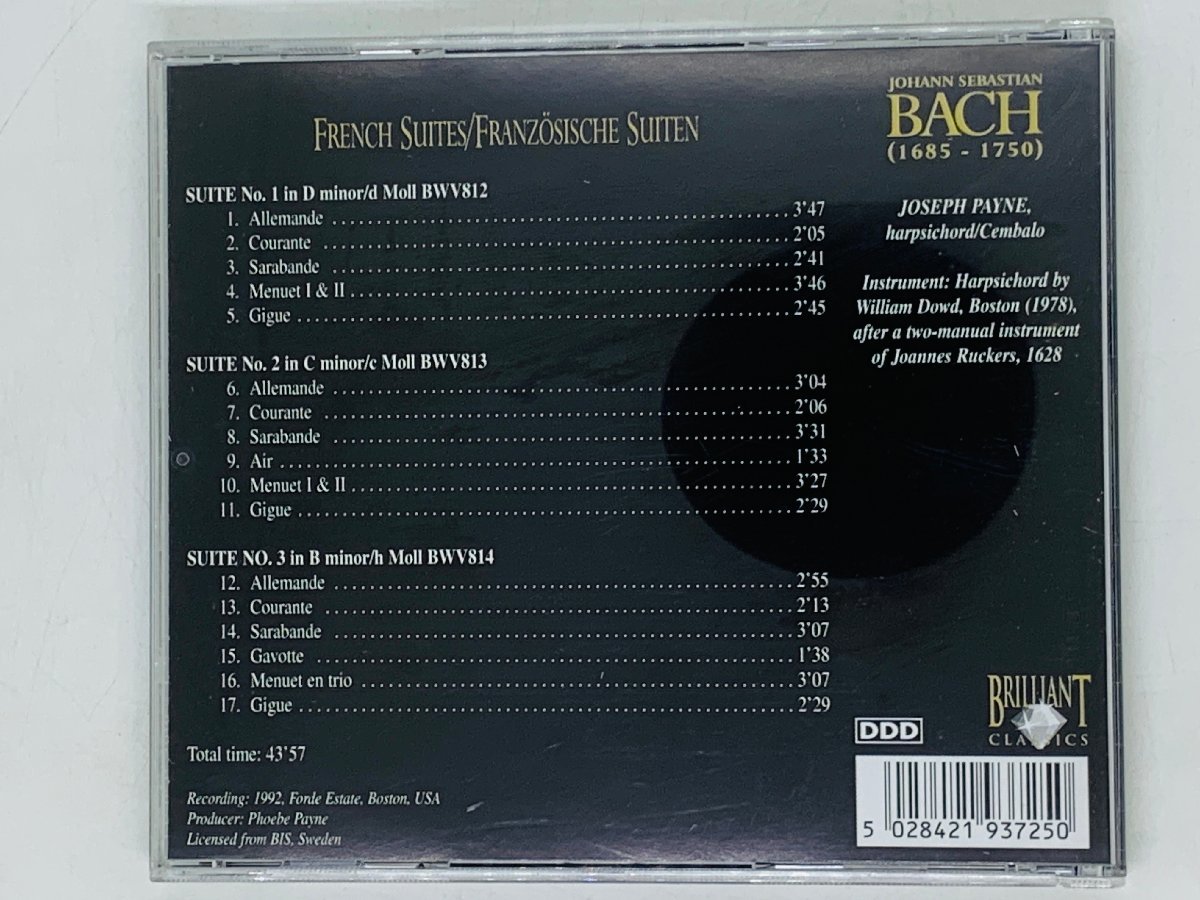 FRENCH SUITES/FRANZÖSISCHE SUITEN
SUITE No. 1 in D minor/d Moll BWV812
1. Allemande 3'47
2. Courante 2'05
3. Sarabande 2'41
4. Menuet I & II 3'46
5. Gigue 2'45
SUITE No. 2 in C minor/c Moll BWV813
6. Allemande 3'04
7. Courante 2'06
8. Sarabande 3'31
9. Air 1'33
10. Menuet I & II 3'27
11. Gigue 2'29
SUITE NO. 3 in B minor/h Moll BWV814
12. Allemande 2'55
13. Courante 2'13
14. Sarabande 3'07
15. Gavotte 1'38
16. Menuet en trio 3'07
17. Gigue 2'29
Total time: 43'57
Recording: 1992, Forde Estate, Boston, USA
Producer: Phoebe Payne
Licensed from BIS, Sweden
JOHANN SEBASTIAN
BACH
(1685 - 1750)
JOSEPH PAYNE,
harpsichord/Cembalo
Instrument: Harpsichord by
William Dowd, Boston (1978),
after a two-manual instrument
of Joannes Ruckers, 1628
BRILLIANT
CLASSICS
DDD
5 028421 937250